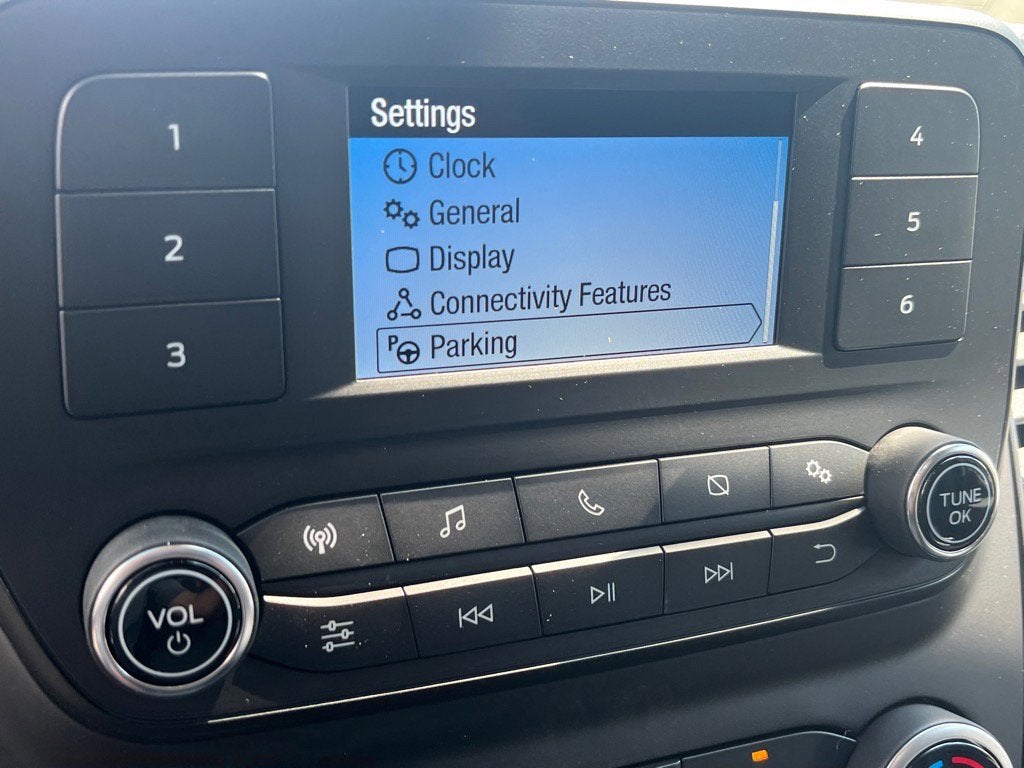 Settings
Clock
General
Display
Connectivity Features
P Parking
1
2
3
4
5
6
VOL
TUNE
OK